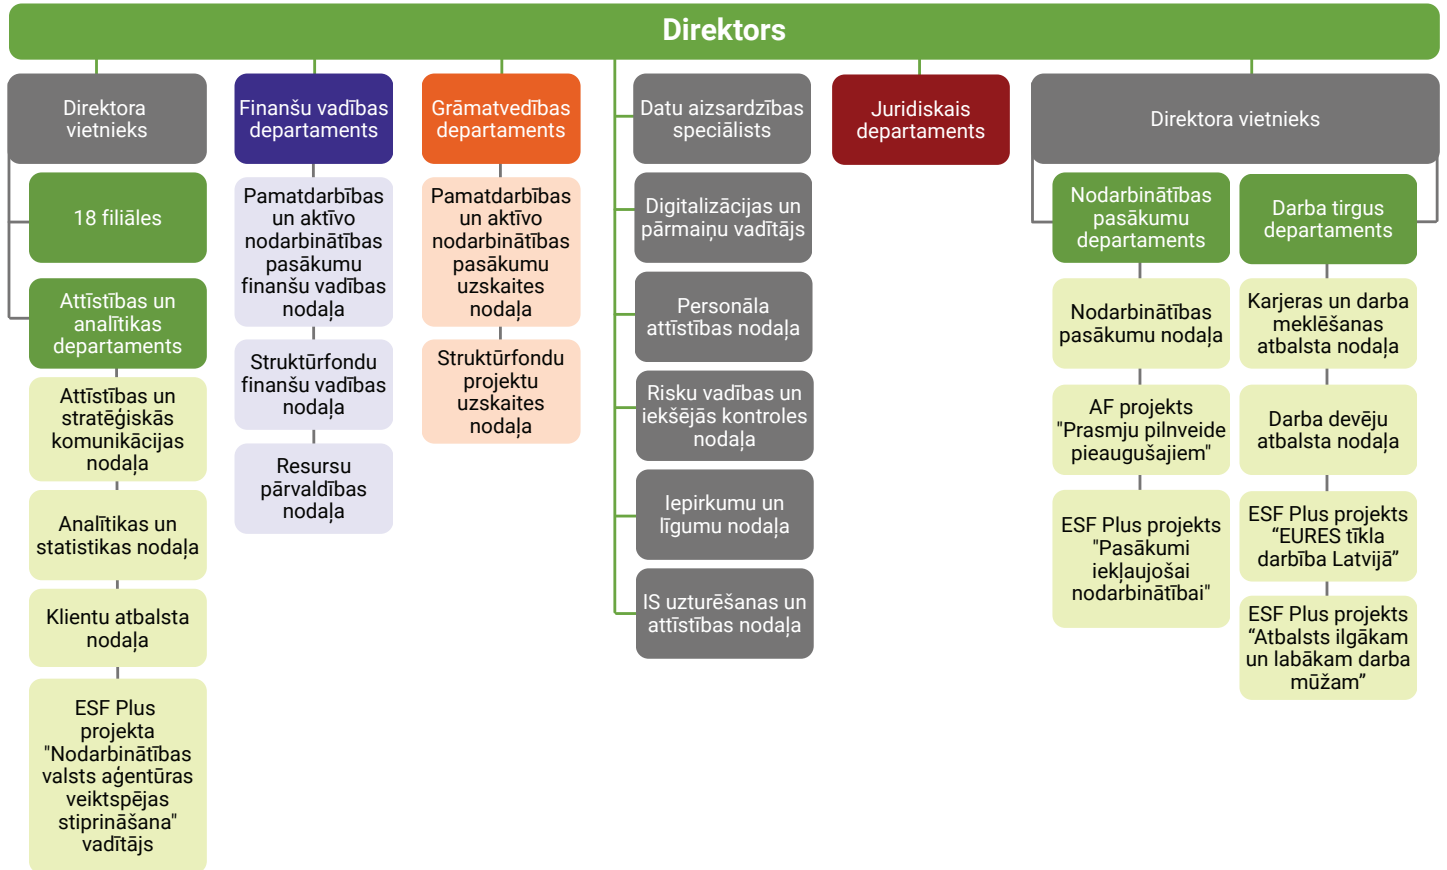 Direktors
Direktora
vietnieks
18 filiāles
Attīstības un
analītikas
departaments
Attīstības un
stratēģiskās
komunikācijas
nodaļa
Analītikas un
statistikas nodaļa
Klientu atbalsta
nodaļa
ESF Plus
projekta
"Nodarbinātības
valsts aģentūras
veiktspējas
stiprināšana"
vadītājs
Finanšu vadības
departaments
Pamatdarbības
un aktīvo
nodarbinātības
pasākumu
finanšu vadības
nodaļa
Struktūrfondu
finanšu vadības
nodaļa
Resursu
pārvaldības
nodaļa
Grāmatvedības
departaments
Pamatdarbības
un aktīvo
nodarbinātības
pasākumu
uzskaites
nodaļa
Struktūrfondu
projektu
uzskaites
nodaļa
Datu aizsardzības
speciālists
Digitalizācijas un
pārmaiņu vadītājs
Personāla
attīstības nodaļa
Risku vadības un
iekšējās kontroles
nodaļa
Iepirkumu un
līgumu nodaļa
IS uzturēšanas un
attīstības nodaļa
Juridiskais
departaments
Direktora vietnieks
Nodarbinātības
pasākumu
departaments
Nodarbinātības
pasākumu nodaļa
AF projekts
"Prasmju pilnveide
pieaugušajiem"
ESF Plus projekts
"Pasākumi
iekļaujošai
nodarbinātībai"
Darba tirgus
departaments
Karjeras un darba
meklēšanas
atbalsta nodaļa
Darba devēju
atbalsta nodaļa
ESF Plus projekts
“EURES tīkla
darbība Latvijā”
ESF Plus projekts
“Atbalsts ilgākam
un labākam darba
mūžam”